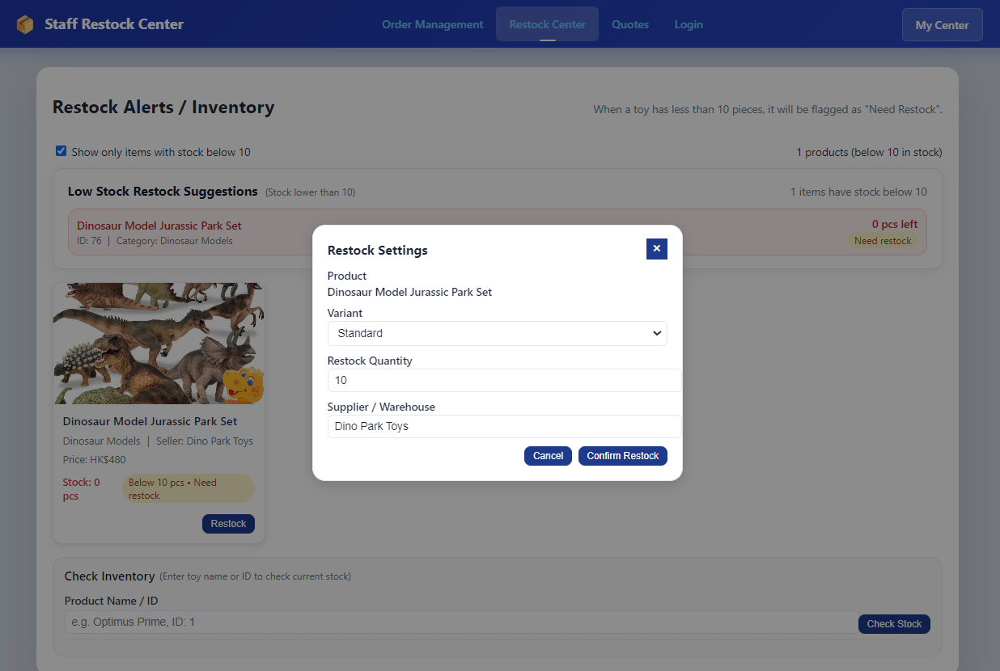 Staff Restock Center
Order Management
Restock Center
Quotes
Login
My Center
Restock Alerts / Inventory
When a toy has less than 10 pieces, it will be flagged as "Need Restock".
Show only items with stock below 10
1 products (below 10 in stock)
Low Stock Restock Suggestions (Stock lower than 10)
1 items have stock below 10
Dinosaur Model Jurassic Park Set
0 pcs left
ID: 76 | Category: Dinosaur Models
Need restock
Restock Settings
×
Product
Dinosaur Model Jurassic Park Set
Variant
Standard
Restock Quantity
10
Supplier / Warehouse
Dino Park Toys
Cancel
Confirm Restock
Dinosaur Model Jurassic Park Set
Dinosaur Models | Seller: Dino Park Toys
Price: HK$480
Stock: 0
pcs
Below 10 pcs • Need
restock
Restock
Check Inventory (Enter toy name or ID to check current stock)
Product Name / ID
e.g. Optimus Prime, ID: 1
Check Stock